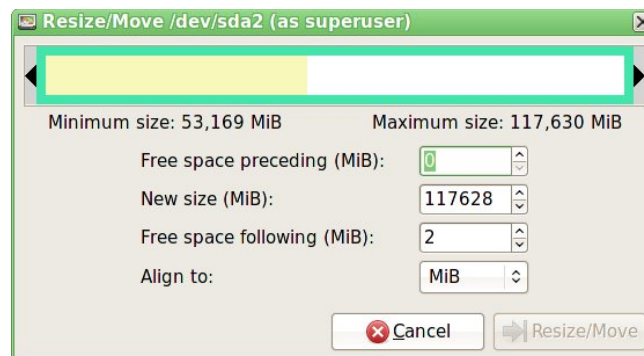 Resize/Move /dev/sda2 (as superuser)
Minimum size: 53,169 MiB Maximum size: 117,630 MiB
Free space preceding (MiB): 0
New size (MiB): 117628
Free space following (MiB): 2
Align to: MiB
Cancel Resize/Move